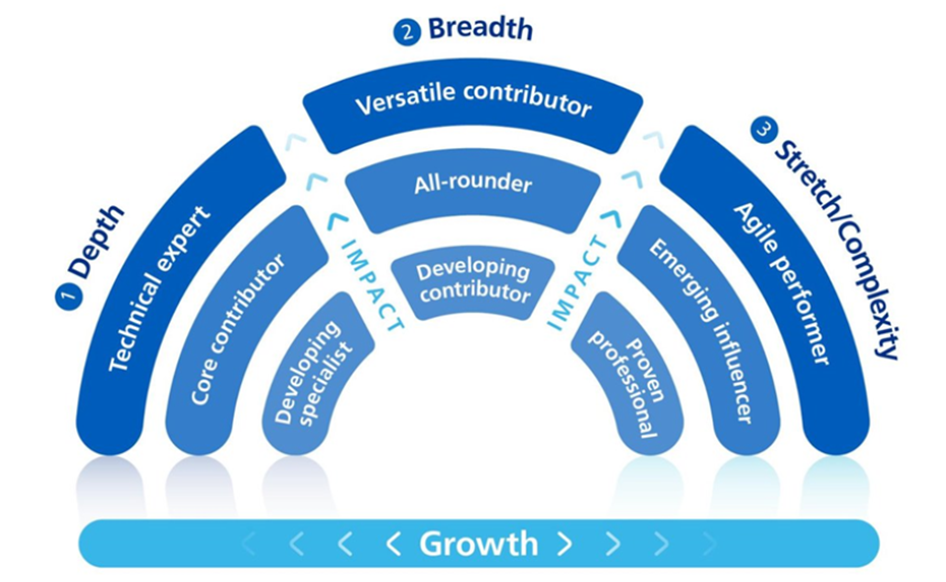 1 Depth
Technical expert
Core contributor
Developing
specialist
2 Breadth
Versatile contributor
All-rounder
Developing
contributor
IMPACT
IMPACT
3 Stretch/Complexity
Agile performer
Emerging influencer
Proven
professional
Growth